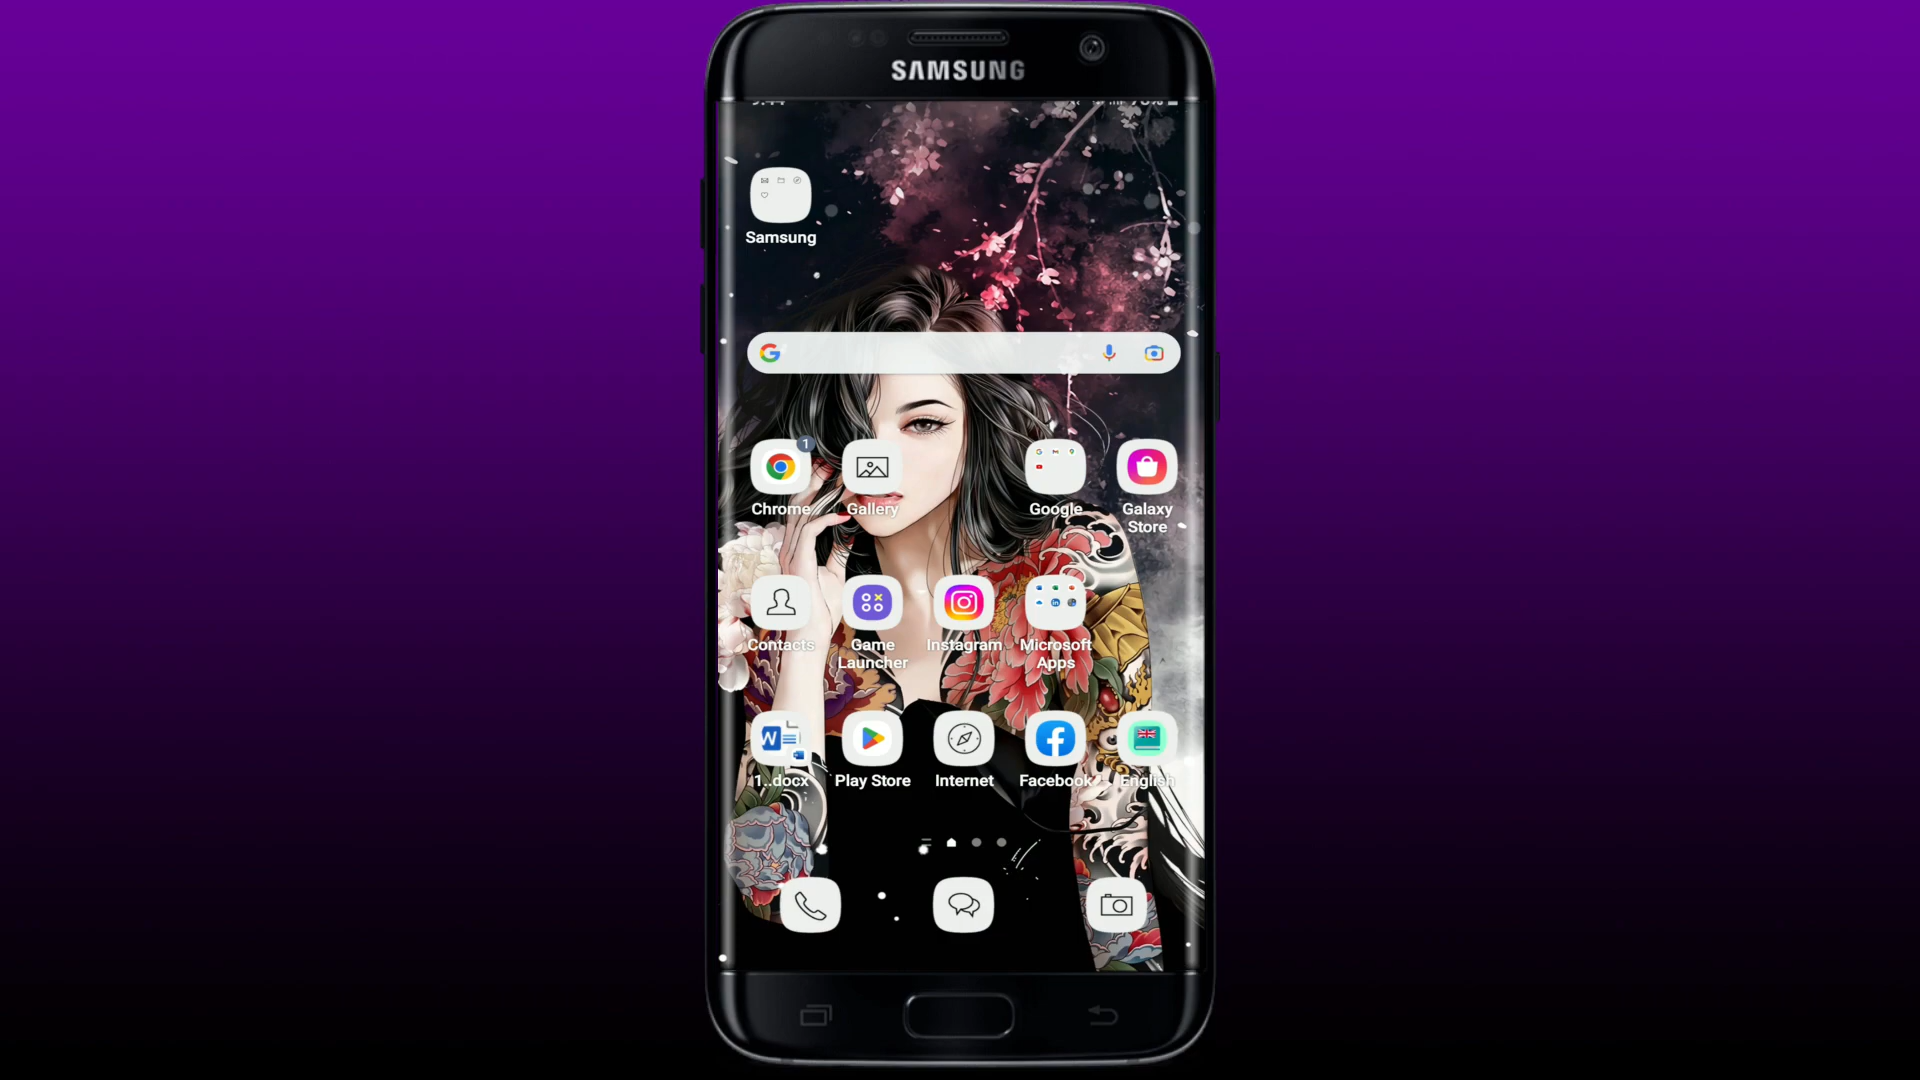 SAMSUNG
Samsung
1
Chrome
Gallery
Google
Galaxy
Store
Contacts
Game
Launcher
Instagram
Microsoft
Apps
1..docx
Play Store
Internet
Facebook
English